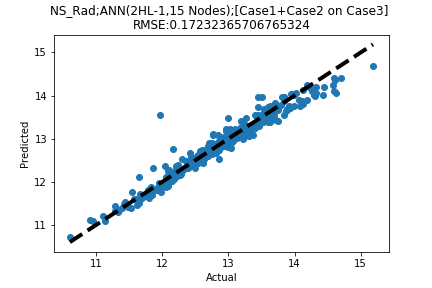 NS_Rad;ANN(2HL-1,15 Nodes);[Case1+Case2 on Case3]
RMSE:0.17232365706765324
15
14
13
12
11
Predicted
11
12
13
14
15
Actual